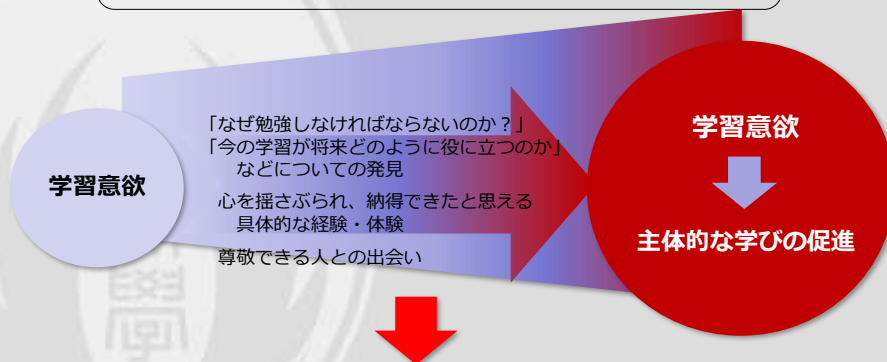 学習意欲
「なぜ勉強しなければならないのか？」
「今の学習が将来どのように役に立つのか」
などについての発見
心を揺さぶられ、納得できたと思える
具体的な経験・体験
尊敬できる人との出会い
学習意欲
主体的な学びの促進
學